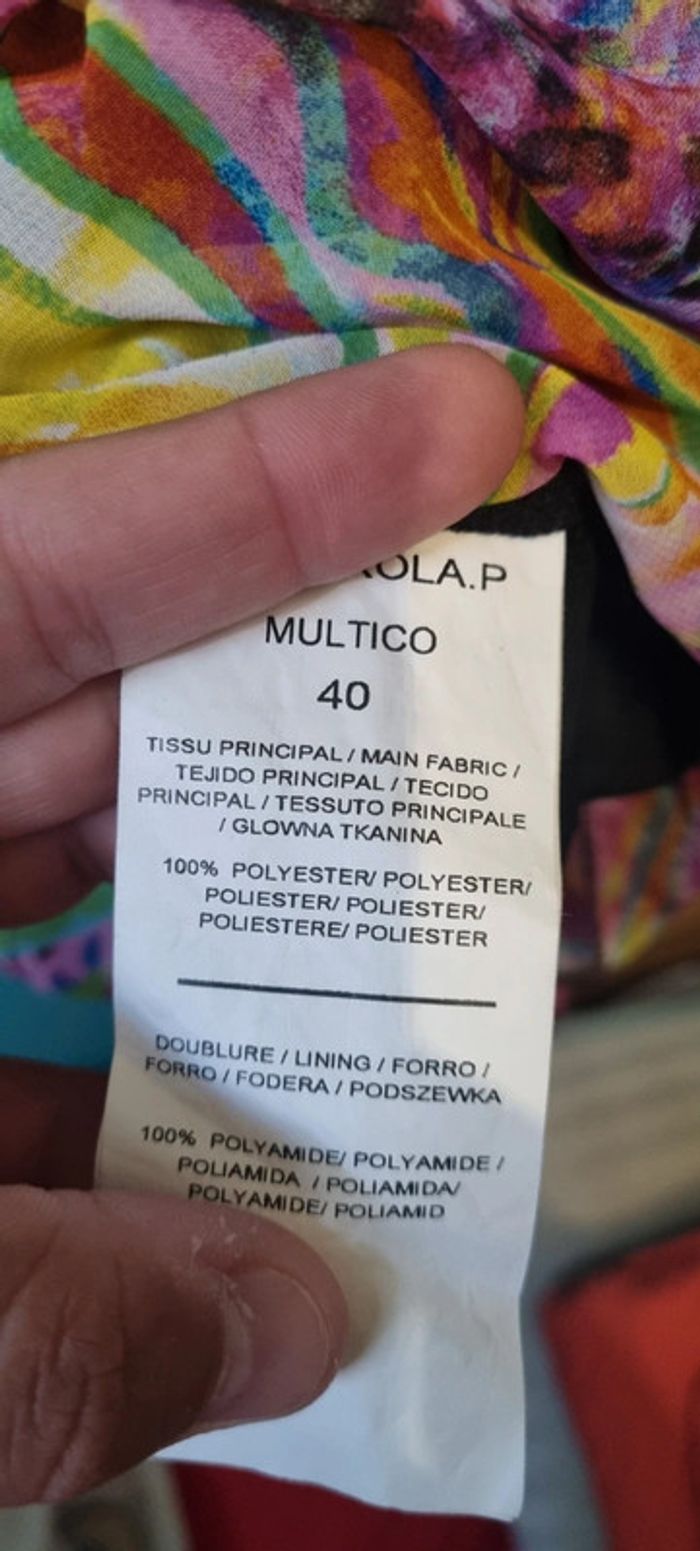 MULTICO
40
TISSU PRINCIPAL / MAIN FABRIC /
TEJIDO PRINCIPAL / TECIDO
PRINCIPAL / TESSUTO PRINCIPALE
/ GLOWNA TKANINA
100% POLYESTER/ POLYESTER/
POLIESTER/ POLIESTER/
POLIESTERE/ POLIESTER
DOUBLURE / LINING / FORRO /
FORRO / FODERA / PODSZEWKA
100% POLYAMIDE/ POLYAMIDE /
POLIAMIDA / POLIAMIDA/
POLYAMIDE/ POLIAMID